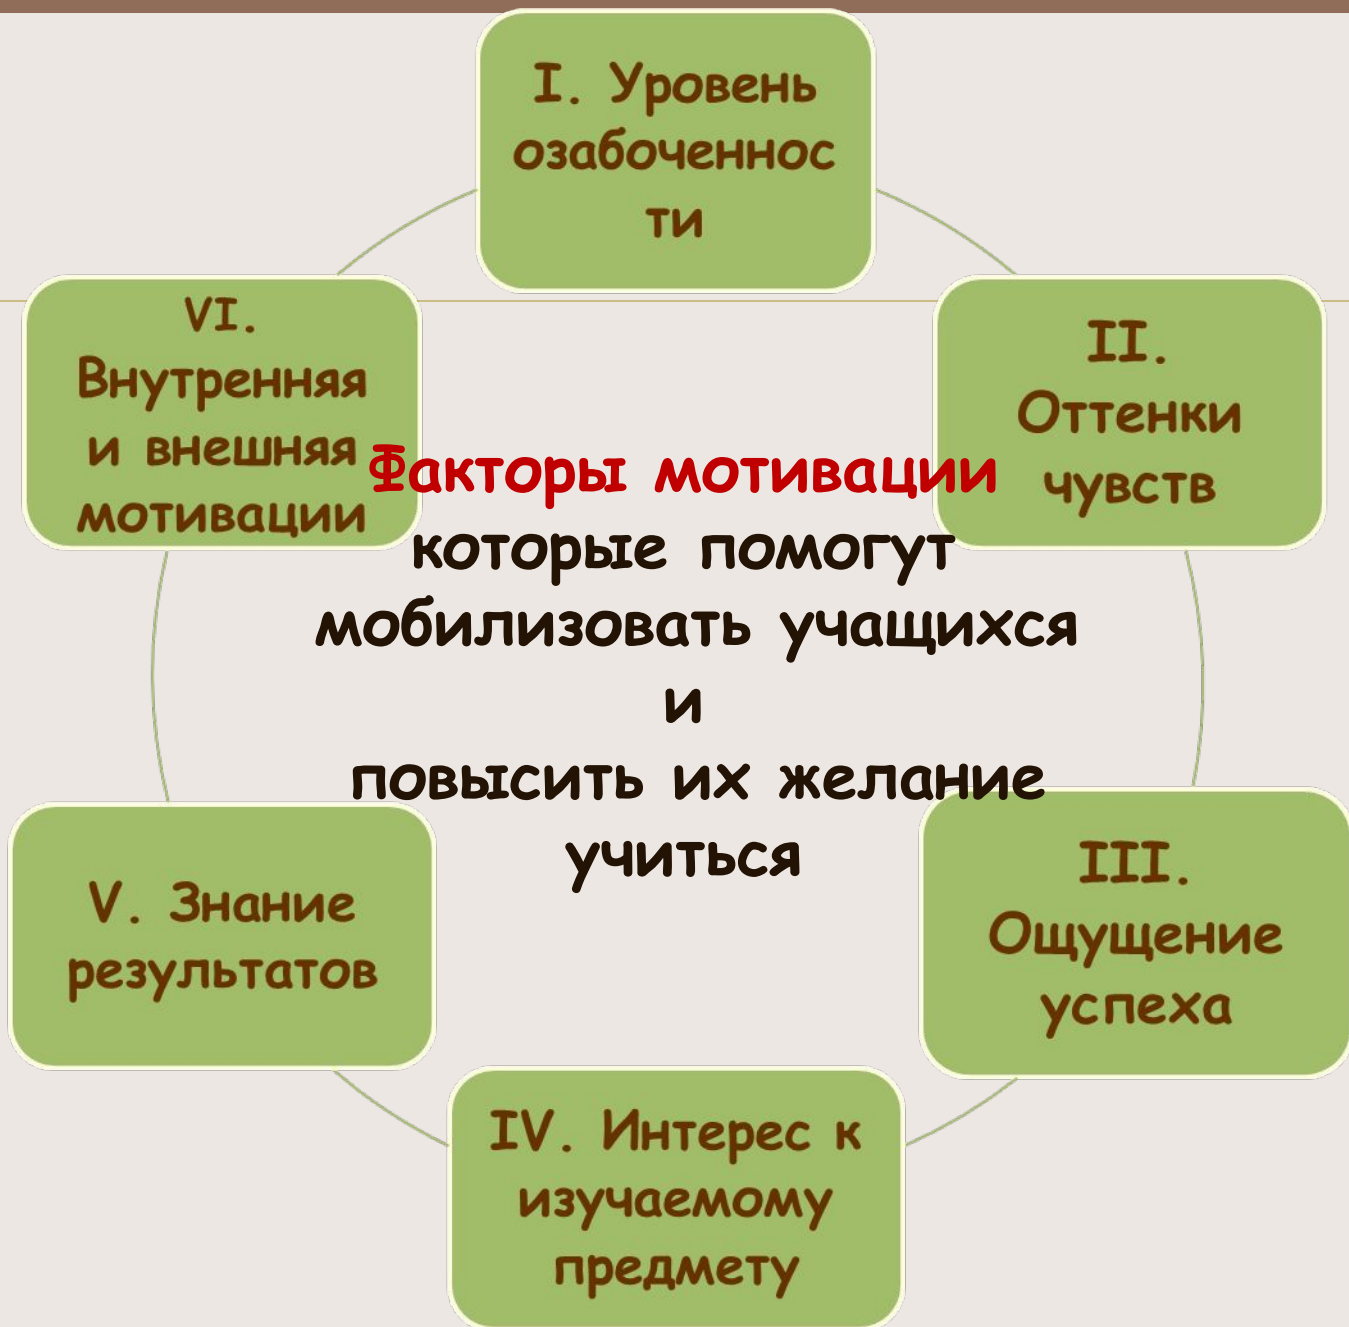 I. Уровень
озабоченнос
ти
II.
Оттенки
чувств
III.
Ощущение
успеха
IV. Интерес к
изучаемому
предмету
V. Знание
результатов
VI.
Внутренняя
и внешняя
мотивации
Факторы мотивации
которые помогут
мобилизовать учащихся
и
повысить их желание
учиться